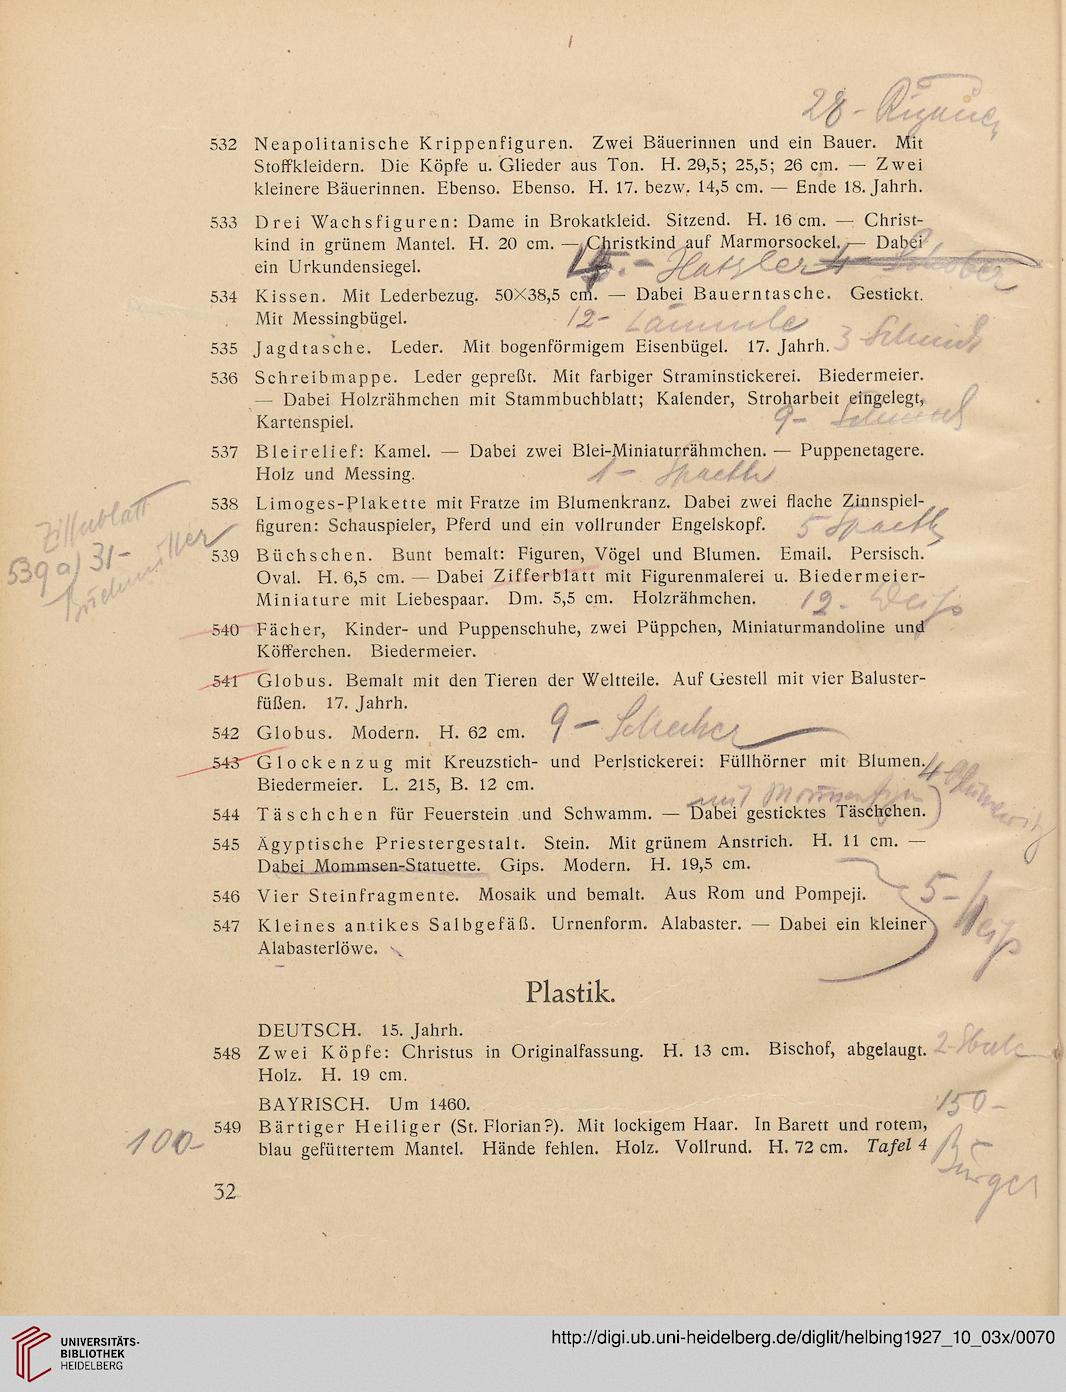 28-
532 Neapolitanische Krippenfiguren. Zwei Bäuerinnen und ein Bauer. Mit
Stoffkleidern. Die Köpfe u. Glieder aus Ton. H. 29,5; 25,5; 26 cm. — Zwei
kleinere Bäuerinnen. Ebenso. Ebenso. H. 17. bezw. 14,5 cm. — Ende 18. Jahrh.
533 Drei Wachsfiguren: Dame in Brokatkleid. Sitzend. H. 16 cm. — Christ-
kind in grünem Mantel. H. 20 cm. — Christkind auf Marmorsockel. — Dabei
ein Urkundensiegel.
534 Kissen. Mit Lederbezug. 50×38,5 cm. — Dabei Bauerntasche. Gestickt.
Mit Messingbügel. 12-
535 Jagdtasche. Leder. Mit bogenförmigem Eisenbügel. 17. Jahrh. 3
536 Schreibmappe. Leder gepreßt. Mit farbiger Straminstickerei. Biedermeier.
— Dabei Holzrähmchen mit Stammbuchblatt; Kalender, Stroharbeit eingelegt,
Kartenspiel. 9-
537 Bleirelief: Kamel. — Dabei zwei Blei-Miniaturrähmchen. — Puppenetagere.
Holz und Messing. 1- Spaeth
538 Limoges-Plakette mit Fratze im Blumenkranz. Dabei zwei flache Zinnspiel-
figuren: Schauspieler, Pferd und ein vollrunder Engelskopf. 5 Spaeth
539a) 31-
539 Büchschen. Bunt bemalt: Figuren, Vögel und Blumen. Email. Persisch.
Oval. H. 6,5 cm. — Dabei Zifferblatt mit Figurenmalerei u. Biedermeier-
Miniature mit Liebespaar. Dm. 5,5 cm. Holzrähmchen. 12- Weiß
540 Fächer, Kinder- und Puppenschuhe, zwei Püppchen, Miniaturmandoline und
Köfferchen. Biedermeier.
541 Globus. Bemalt mit den Tieren der Weltteile. Auf Gestell mit vier Baluster-
füßen. 17. Jahrh.
542 Globus. Modern. H. 62 cm. 9-
543 Glockenzug mit Kreuzstich- und Perlstickerei: Füllhörner mit Blumen.
Biedermeier. L. 215, B. 12 cm.
544 Täschchen für Feuerstein und Schwamm. — Dabei gesticktes Täschchen.
545 Ägyptische Priestergestalt. Stein. Mit grünem Anstrich. H. 11 cm. —
Dabei Mommsen-Statuette. Gips. Modern. H. 19,5 cm.
546 Vier Steinfragmente. Mosaik und bemalt. Aus Rom und Pompeji. 5- Weiß
547 Kleines antikes Salbgefäß. Urnenform. Alabaster. — Dabei ein kleiner
Alabasterlöwe.
Plastik.
DEUTSCH. 15. Jahrh.
548 Zwei Köpfe: Christus in Originalfassung. H. 13 cm. Bischof, abgelaugt.
Holz. H. 19 cm.
BAYRISCH. Um 1460. 150-
549 Bärtiger Heiliger (St. Florian?). Mit lockigem Haar. In Barett und rotem,
100- blau gefüttertem Mantel. Hände fehlen. Holz. Vollrund. H. 72 cm. Tafel 4
32
UNIVERSITÄTS-
BIBLIOTHEK
HEIDELBERG
http://digi.ub.uni-heidelberg.de/diglit/helbing1927_10_03x/0070